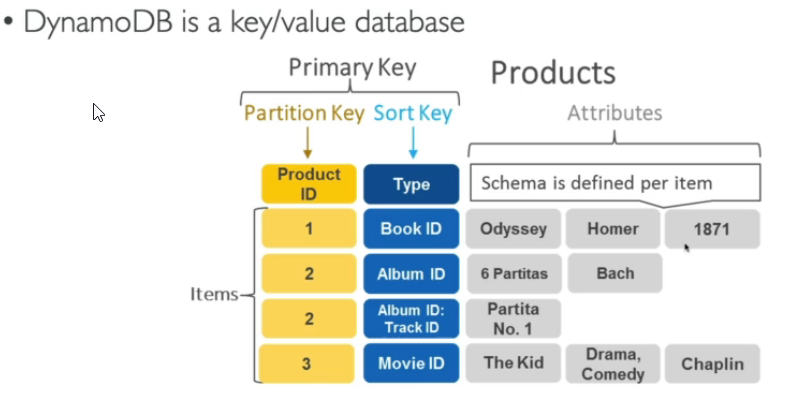 • DynamoDB is a key/value database
Primary Key
Products
Partition Key Sort Key
Attributes
Product
ID
Type
Schema is defined per item
Items
1
Book ID
Odyssey
Homer
1871
2
Album ID
6 Partitas
Bach
2
Album ID:
Track ID
Partita
No. 1
3
Movie ID
The Kid
Drama,
Comedy
Chaplin